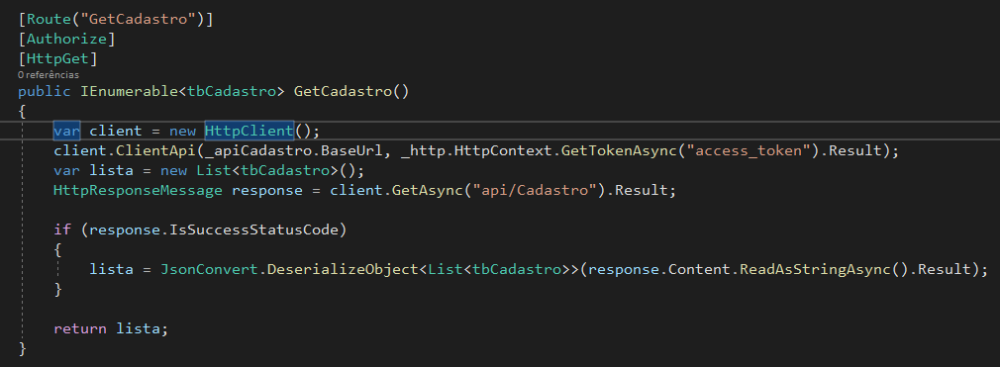 [Route("GetCadastro")]
[Authorize]
[HttpGet]
0 referências
public IEnumerable<tbCadastro> GetCadastro()
{
var client = new HttpClient();
client.ClientApi(_apiCadastro.BaseUrl, _http.HttpContext.GetTokenAsync("access_token").Result);
var lista = new List<tbCadastro>();
HttpResponseMessage response = client.GetAsync("api/Cadastro").Result;
if (response.IsSuccessStatusCode)
{
lista = JsonConvert.DeserializeObject<List<tbCadastro>>(response.Content.ReadAsStringAsync().Result);
}
return lista;
}